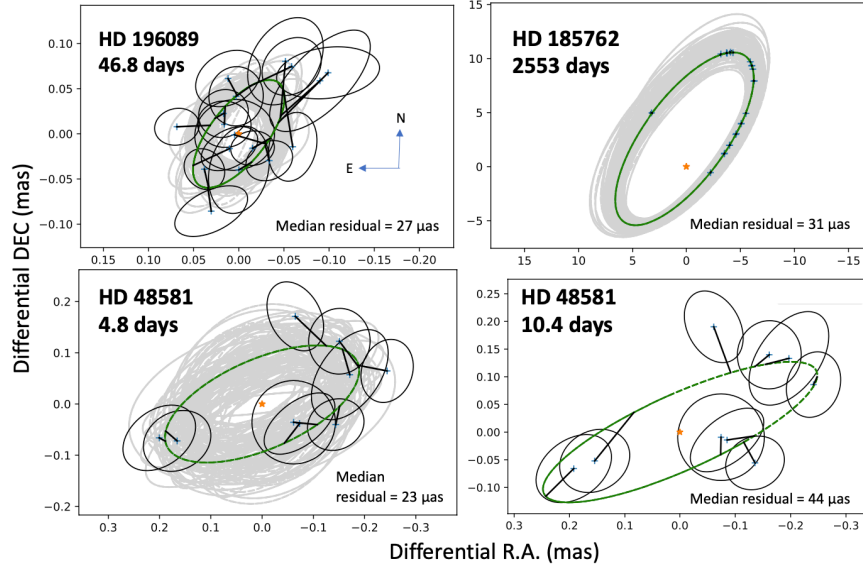 Differential DEC (mas)
HD 196089
46.8 days
N
E
Median residual = 27 μas
0.10
0.05
0.00
-0.05
-0.10
0.15 0.10 0.05 0.00 -0.05 -0.10 -0.15 -0.20
HD 185762
2553 days
Median residual = 31 μas
15
10
5
0
-5
15 10 5 0 -5 -10 -15
HD 48581
4.8 days
Median
residual = 23 μas
0.2
0.1
0.0
-0.1
-0.2
0.3 0.2 0.1 0.0 -0.1 -0.2 -0.3
HD 48581
10.4 days
Median residual = 44 μas
0.25
0.20
0.15
0.10
0.05
0.00
-0.05
-0.10
0.3 0.2 0.1 0.0 -0.1 -0.2 -0.3
Differential R.A. (mas)